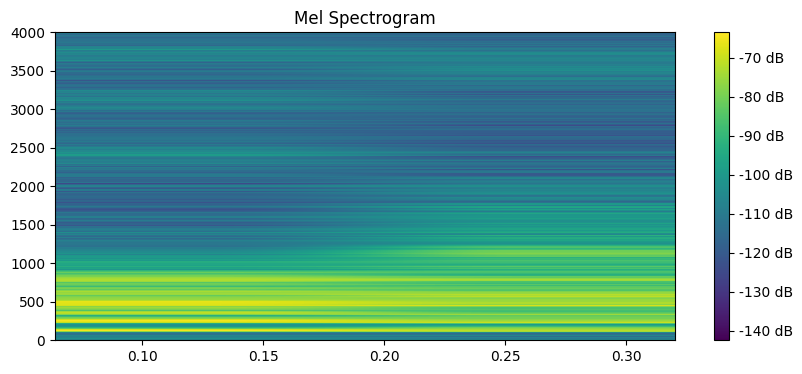 Mel Spectrogram
4000
3500
3000
2500
2000
1500
1000
500
0
0.10 0.15 0.20 0.25 0.30
-70 dB
-80 dB
-90 dB
-100 dB
-110 dB
-120 dB
-130 dB
-140 dB